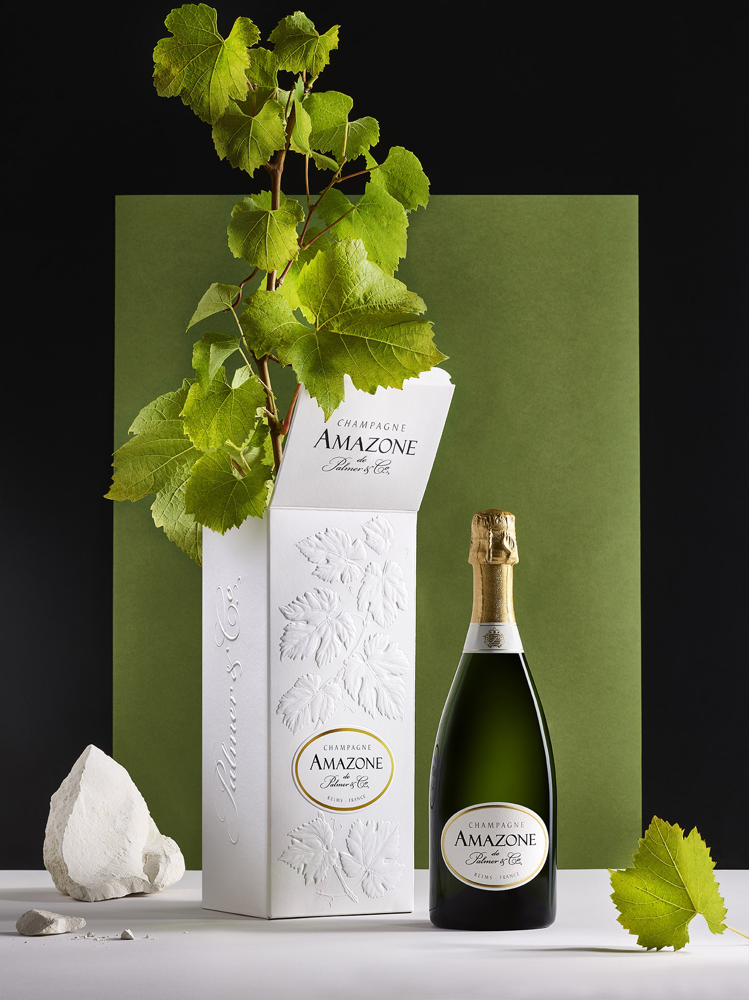 CHAMPAGNE
AMAZONE
de
Palmer & Co
Palmer & Co
CHAMPAGNE
AMAZONE
de
Palmer & Co
REIMS - FRANCE
CHAMPAGNE
AMAZONE
de
Palmer & Co
REIMS - FRANCE